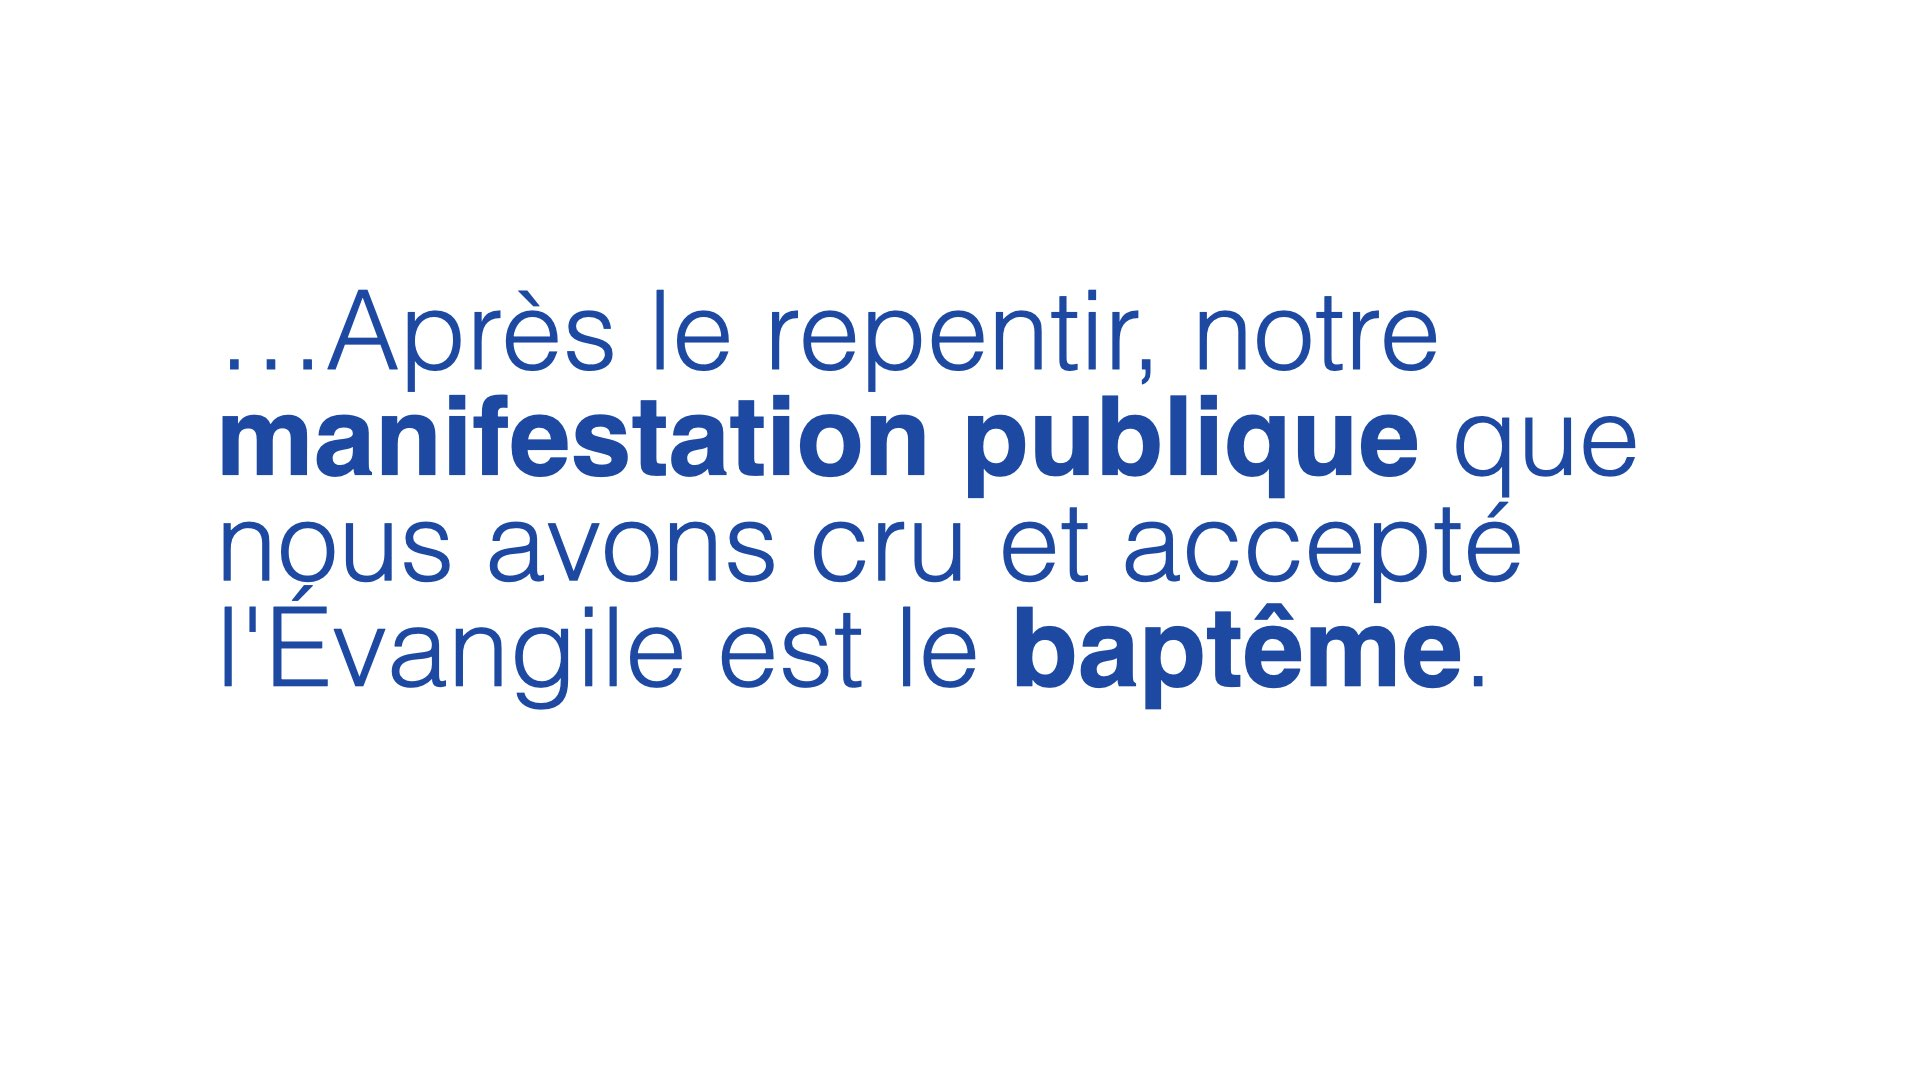 …Après le repentir, notre
manifestation publique que
nous avons cru et accepté
l'Évangile est le baptême.